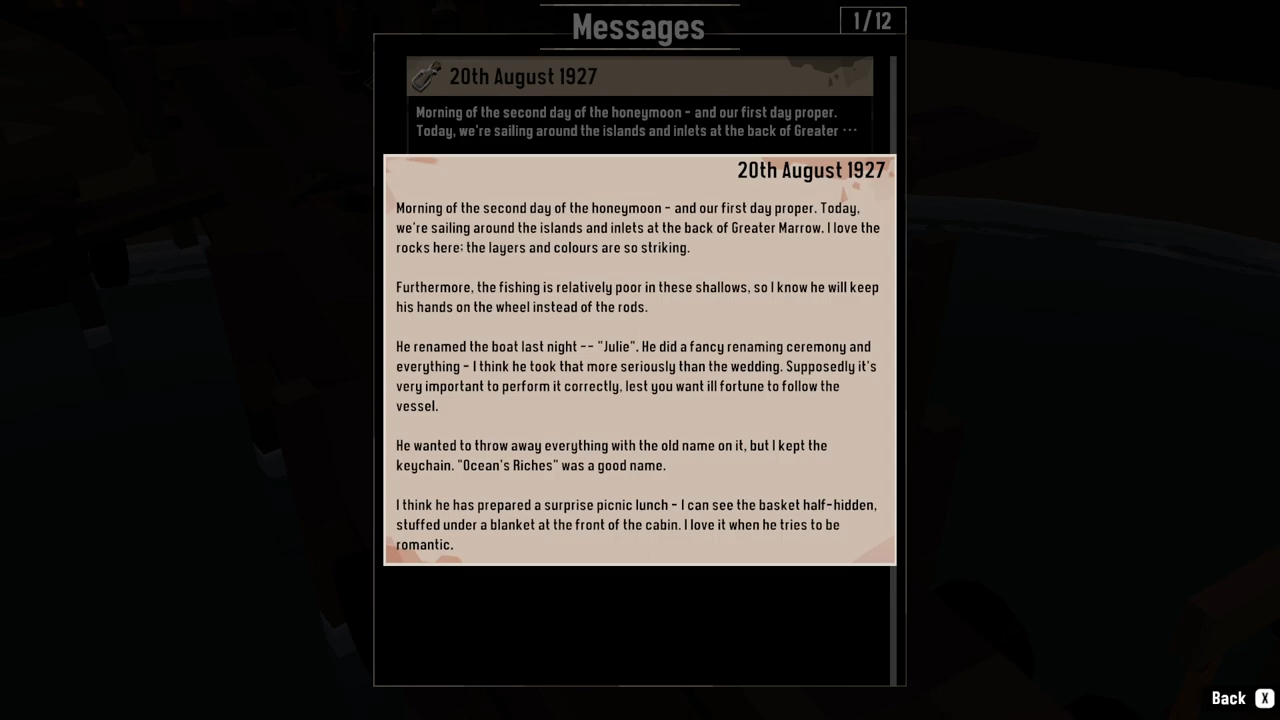 Messages
1/12
20th August 1927
Morning of the second day of the honeymoon - and our first day proper.
Today, we're sailing around the islands and inlets at the back of Greater ···
20th August 1927
Morning of the second day of the honeymoon - and our first day proper. Today,
we're sailing around the islands and inlets at the back of Greater Marrow. I love the
rocks here: the layers and colours are so striking.
Furthermore, the fishing is relatively poor in these shallows, so I know he will keep
his hands on the wheel instead of the rods.
He renamed the boat last night -- "Julie". He did a fancy renaming ceremony and
everything - I think he took that more seriously than the wedding. Supposedly it's
very important to perform it correctly, lest you want ill fortune to follow the
vessel.
He wanted to throw away everything with the old name on it, but I kept the
keychain. "Ocean's Riches" was a good name.
I think he has prepared a surprise picnic lunch - I can see the basket half-hidden,
stuffed under a blanket at the front of the cabin. I love it when he tries to be
romantic.
Back X